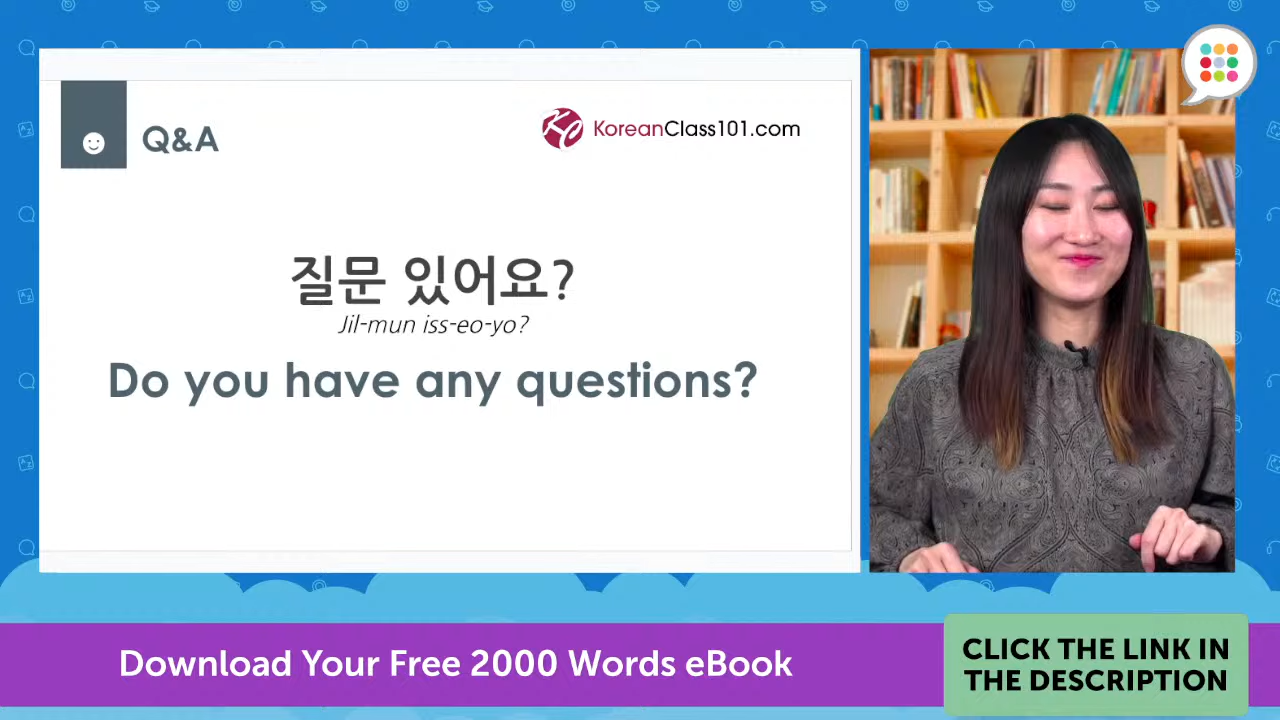 Q&A
KoreanClass101.com
질문 있어요?
Jil-mun iss-eo-yo?
Do you have any questions?
Download Your Free 2000 Words eBook
CLICK THE LINK IN
THE DESCRIPTION